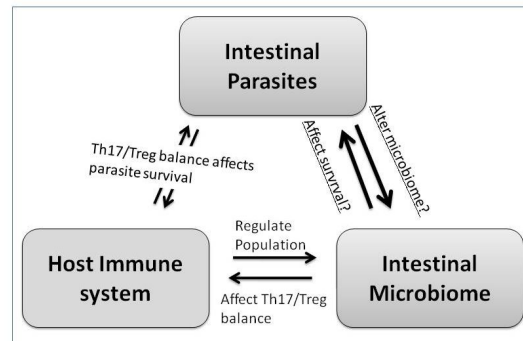 Intestinal
Parasites
Th17/Treg balance affects
parasite survival
Affect survrval?
Alter microbiome?
Host Immune
system
Regulate
Population
Affect Th17/Treg
balance
Intestinal
Microbiome